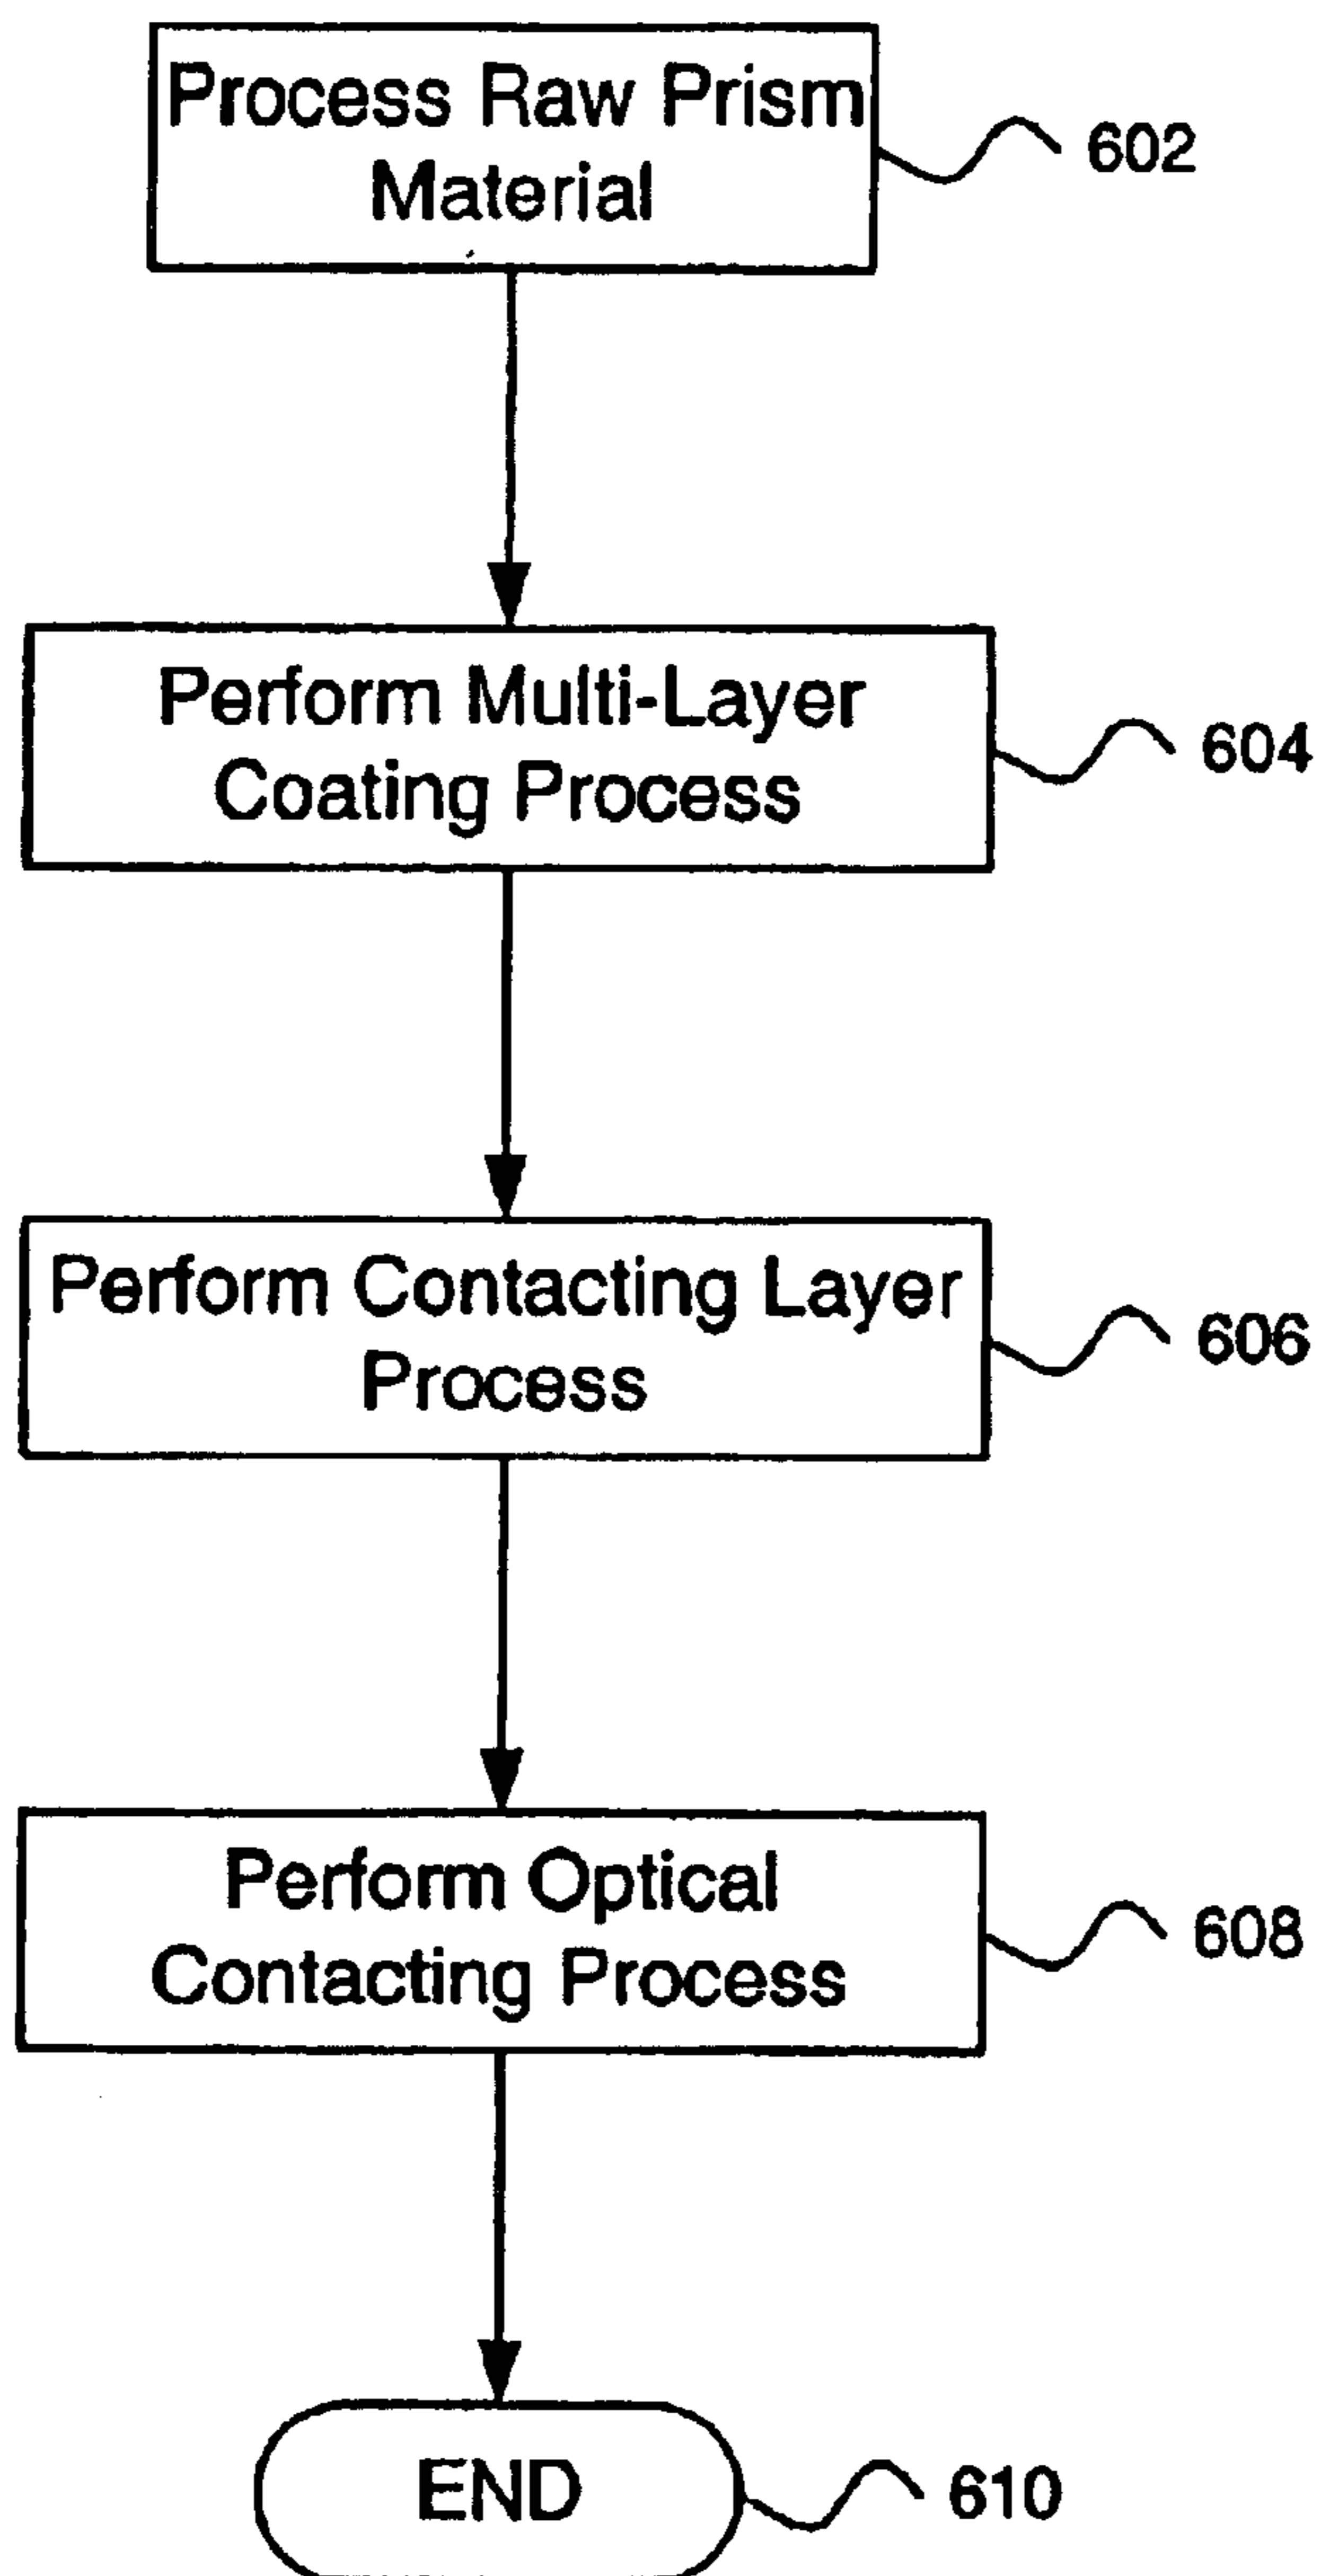 Process Raw Prism
Material
602
Perform Multi-Layer
Coating Process
604
Perform Contacting Layer
Process
606
Perform Optical
Contacting Process
608
END
610